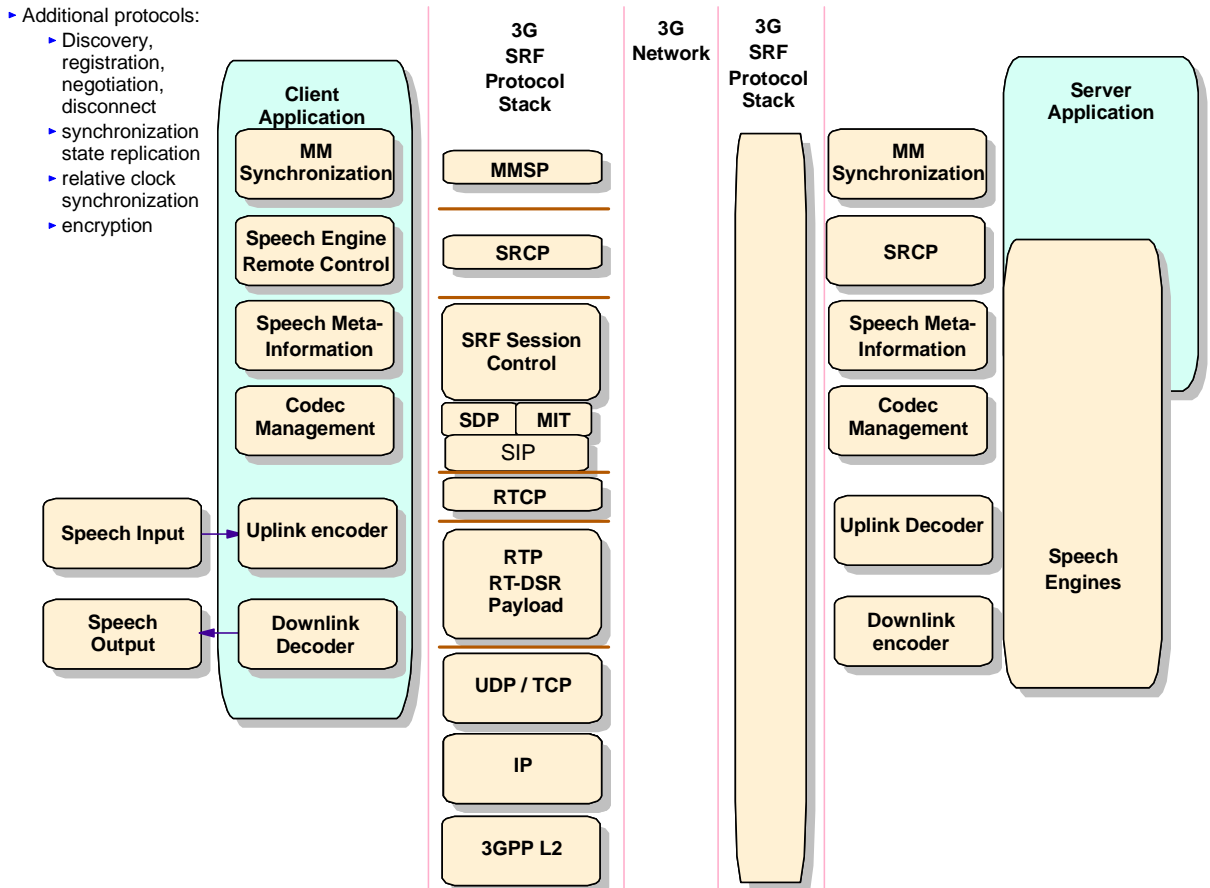 Additional protocols:
Discovery,
registration,
negotiation,
disconnect
synchronization
state replication
relative clock
synchronization
encryption
Client
Application
MM
Synchronization
Speech Engine
Remote Control
Speech Meta-
Information
Codec
Management
Speech Input
Uplink encoder
Speech
Output
Downlink
Decoder
3G
SRF
Protocol
Stack
MMSP
SRCP
SRF Session
Control
SDP
MIT
SIP
RTCP
RTP
RT-DSR
Payload
UDP / TCP
IP
3GPP L2
3G
Network
3G
SRF
Protocol
Stack
MM
Synchronization
SRCP
Speech Meta-
Information
Codec
Management
Uplink Decoder
Downlink
encoder
Server
Application
Speech
Engines